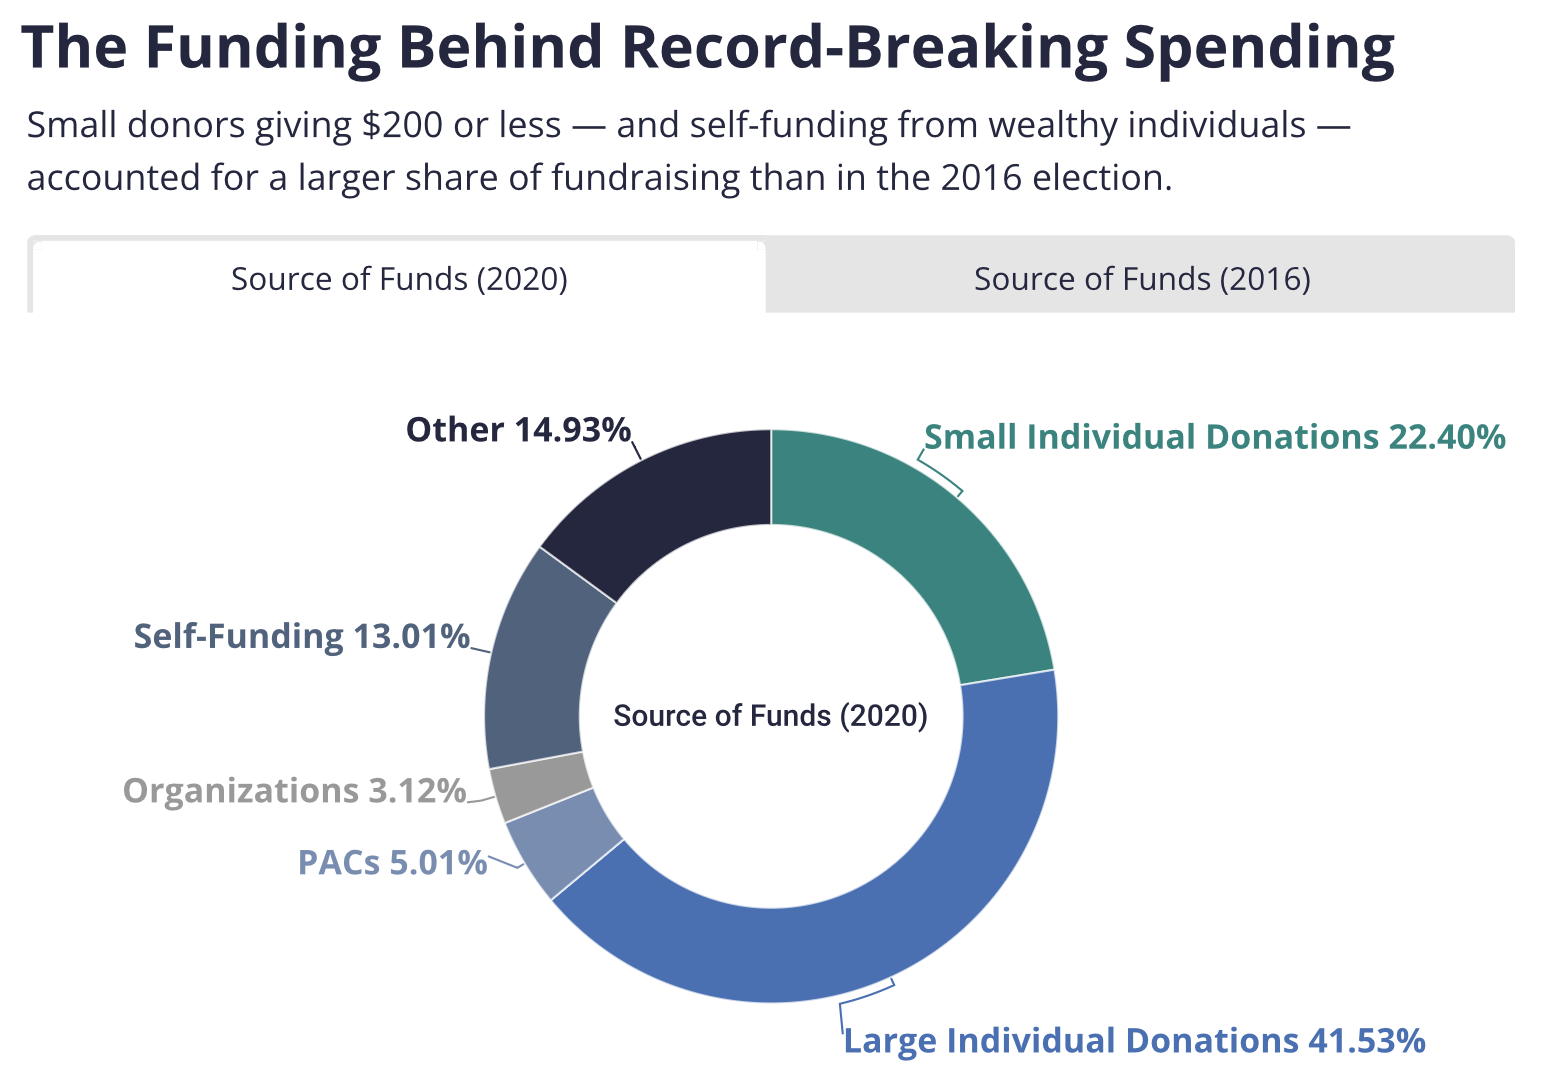 The Funding Behind Record-Breaking Spending
Small donors giving $200 or less — and self-funding from wealthy individuals —
accounted for a larger share of fundraising than in the 2016 election.
Source of Funds (2020)
Source of Funds (2016)
Other 14.93%
Small Individual Donations 22.40%
Self-Funding 13.01%
Source of Funds (2020)
Organizations 3.12%
PACs 5.01%
Large Individual Donations 41.53%